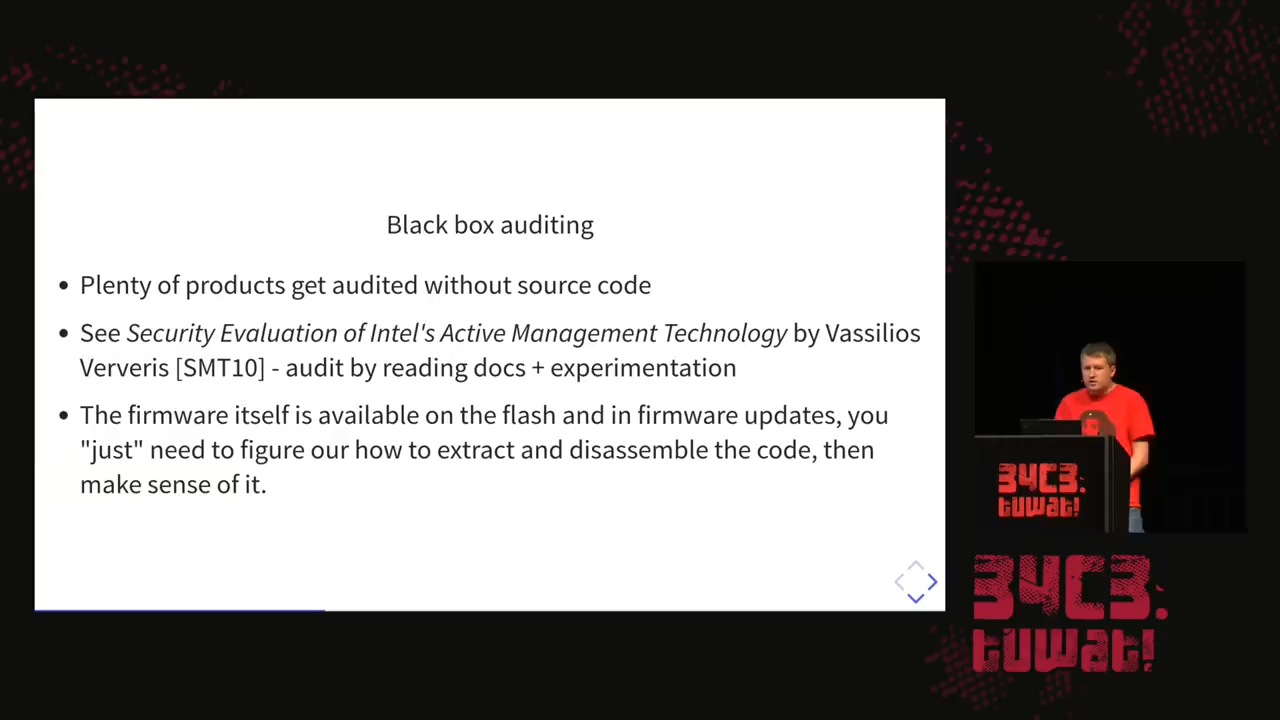 Black box auditing
• Plenty of products get audited without source code
• See Security Evaluation of Intel's Active Management Technology by Vassilios
Ververis [SMT10] - audit by reading docs + experimentation
• The firmware itself is available on the flash and in firmware updates, you
"just" need to figure our how to extract and disassemble the code, then
make sense of it.
34C3.
tuwat!
34C3.
tuwat!